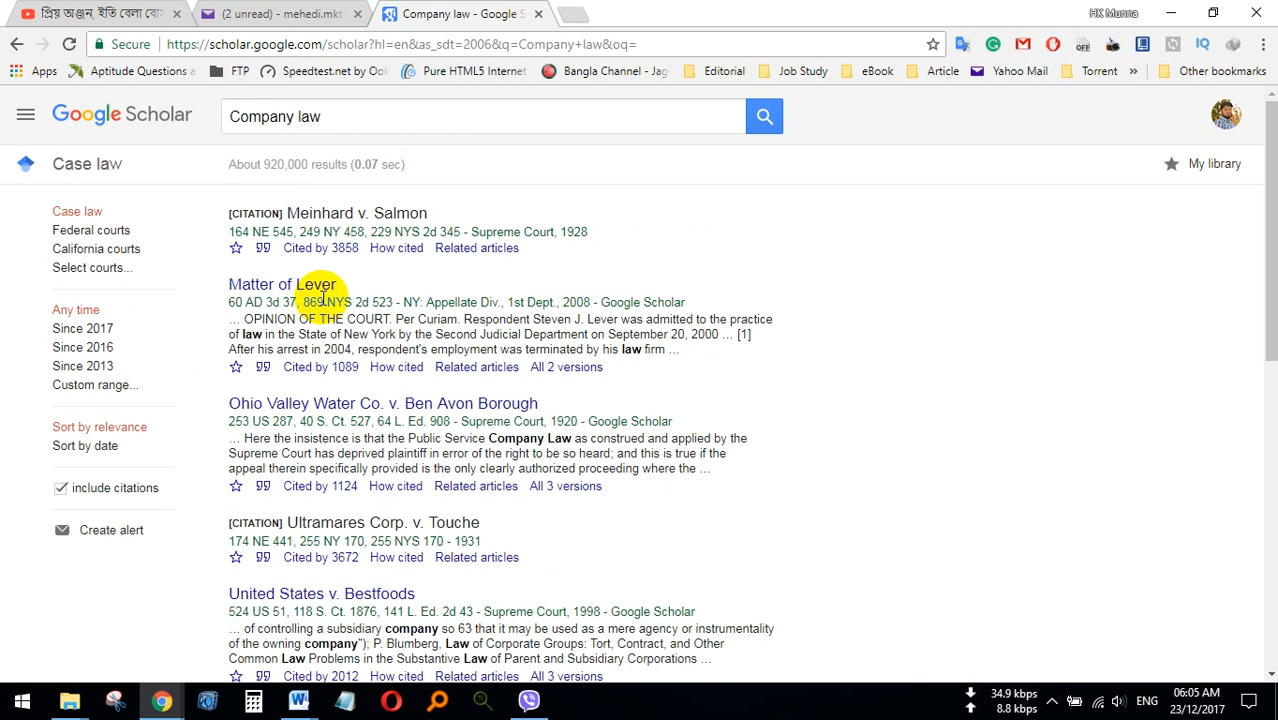 প্রিয় অঞ্জন, ইতি বেলা বো
(2 unread) - mehedi.mkt
Company law - Google S
HK Munna
Secure
https://scholar.google.com/scholar?hl=en&as_sdt=2006&q=Company+law&oq=
Apps
Aptitude Questions a
FTP
Speedtest.net by Ook
Pure HTML5 Internet
Bangla Channel - Jag
Editorial
Job Study
eBook
Article
Yahoo Mail
Torrent
»
Other bookmarks
Google Scholar
Company law
Case law
About 920,000 results (0.07 sec)
My library
Case law
Federal courts
California courts
Select courts...
Any time
Since 2017
Since 2016
Since 2013
Custom range...
Sort by relevance
Sort by date
include citations
Create alert
[CITATION] Meinhard v. Salmon
164 NE 545, 249 NY 458, 229 NYS 2d 345 - Supreme Court, 1928
Cited by 3858 How cited Related articles
Matter of Lever
60 AD 3d 37, 869 NYS 2d 523 - NY: Appellate Div., 1st Dept., 2008 - Google Scholar
... OPINION OF THE COURT. Per Curiam. Respondent Steven J. Lever was admitted to the practice
of law in the State of New York by the Second Judicial Department on September 20, 2000 ... [1]
After his arrest in 2004, respondent's employment was terminated by his law firm ...
Cited by 1089 How cited Related articles All 2 versions
Ohio Valley Water Co. v. Ben Avon Borough
253 US 287, 40 S. Ct. 527, 64 L. Ed. 908 - Supreme Court, 1920 - Google Scholar
... Here the insistence is that the Public Service Company Law as construed and applied by the
Supreme Court has deprived plaintiff in error of the right to be so heard; and this is true if the
appeal therein specifically provided is the only clearly authorized proceeding where the ...
Cited by 1124 How cited Related articles All 3 versions
[CITATION] Ultramares Corp. v. Touche
174 NE 441, 255 NY 170, 255 NYS 170 - 1931
Cited by 3672 How cited Related articles
United States v. Bestfoods
524 US 51, 118 S. Ct. 1876, 141 L. Ed. 2d 43 - Supreme Court, 1998 - Google Scholar
... of controlling a subsidiary company so 63 that it may be used as a mere agency or instrumentality
of the owning company"); P. Blumberg, Law of Corporate Groups: Tort, Contract, and Other
Common Law Problems in the Substantive Law of Parent and Subsidiary Corporations ...
Cited by 2012 How cited Related articles All 3 versions
34.9 kbps
8.8 kbps
ENG
06:05 AM
23/12/2017